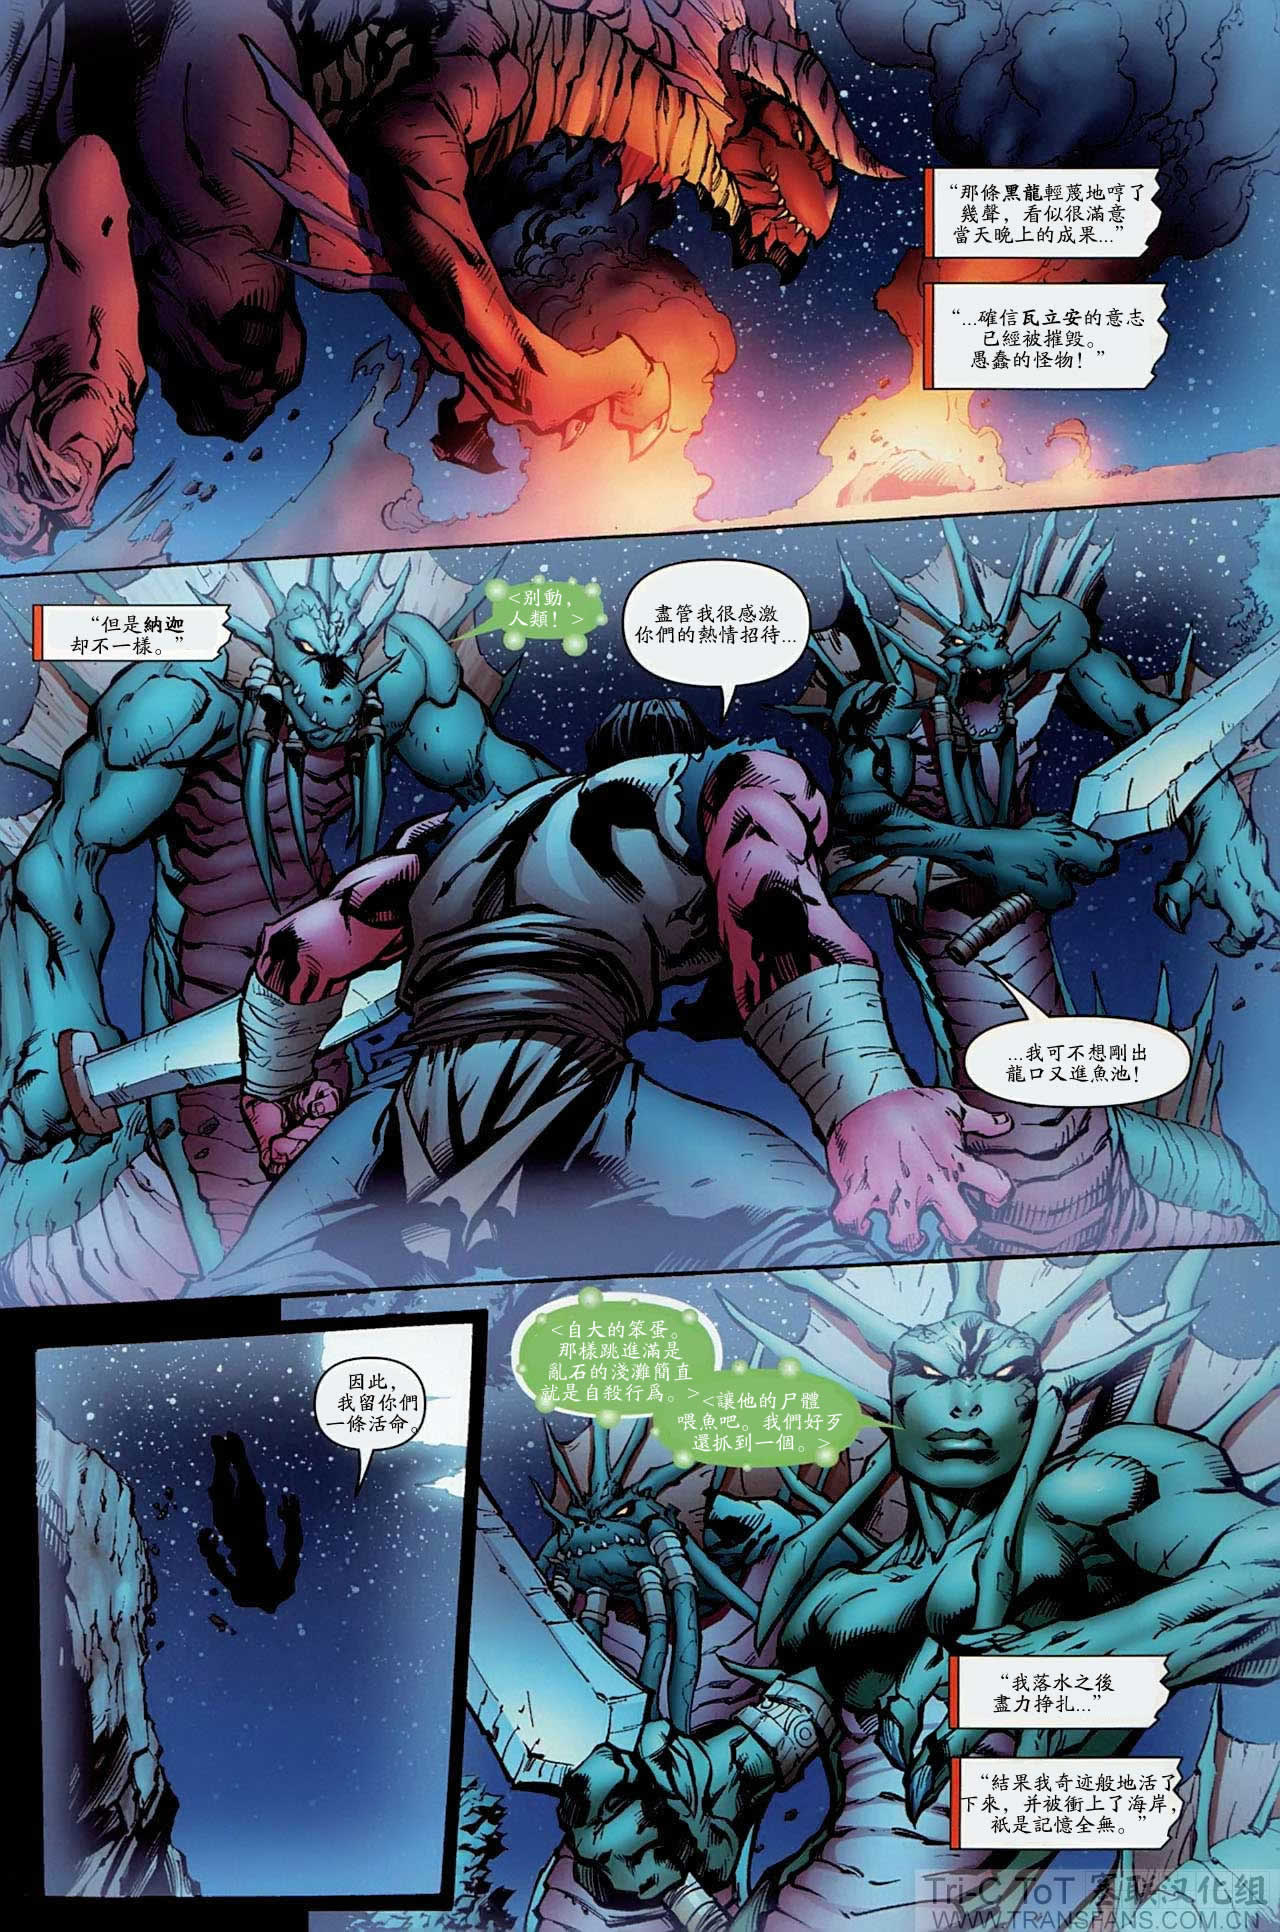 “那條黑龍輕蔑地哼了
幾聲，看似很滿意
當天晚上的成果...”
“...確信瓦立安的意志
已經被摧毀。
愚蠢的怪物！”
“但是納迦
却不一樣。”
<别動，
人類！>
盡管我很感激
你們的熱情招待...
...我可不想剛出
龍口又進魚池！
因此，
我留你們
一條活命。
<自大的笨蛋。
那樣跳進滿是
亂石的淺灘簡直
就是自殺行爲。>
<讓他的尸體
喂魚吧。我們好歹
還抓到一個。>
“我落水之後
盡力挣扎...”
“結果我奇迹般地活了
下來，并被衝上了海岸，
衹是記憶全無。”
Tri-C ToT 塞联汉化组
WWW.TRANSFANS.COM.CN